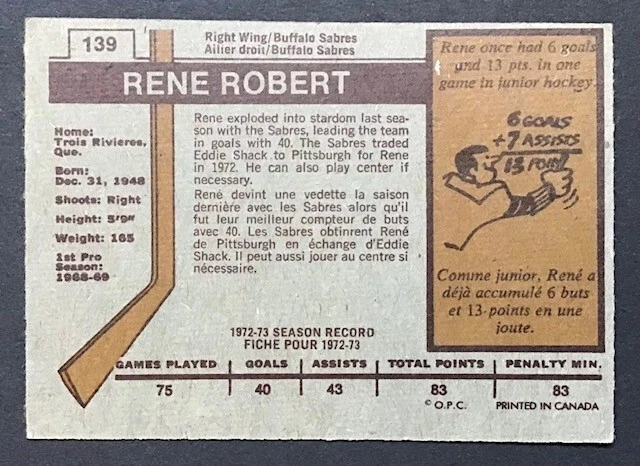 139
Right Wing/Buffalo Sabres
Ailier droit/Buffalo Sabres
RENE ROBERT
Home:
Trois Rivieres,
Que.
Born:
Dec. 31, 1948
Shoots: Right
Height: 5'9"
Weight: 165
1st Pro
Season:
1968-69
Rene exploded into stardom last sea-
son with the Sabres, leading the team
in goals with 40. The Sabres traded
Eddie Shack to Pittsburgh for Rene
in 1972. He can also play center if
necessary.
René devint une vedette la saison
dernière avec les Sabres alors qu'il
fut leur meilleur compteur de buts
avec 40. Les Sabres obtinrent René
de Pittsburgh en échange d'Eddie
Shack. Il peut aussi jouer au centre si
nécessaire.
Rene once had 6 goals
and 13 pts. in one
game in junior hockey.
6 GOALS
+7 ASSISTS
13 POINT
Comme junior, René a
déjà accumulé 6 buts
et 13 points en une
joute.
1972-73 SEASON RECORD
FICHE POUR 1972-73
GAMES PLAYED GOALS ASSISTS TOTAL POINTS PENALTY MIN.
75 40 43 83 83
© O.P.C. PRINTED IN CANADA